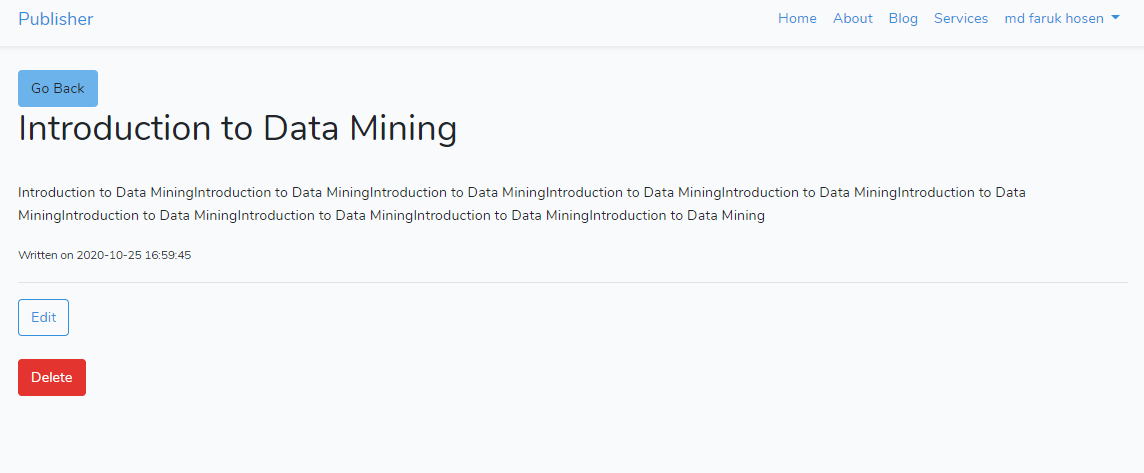 Publisher
Home About Blog Services md faruk hosen
Go Back
Introduction to Data Mining
Introduction to Data MiningIntroduction to Data MiningIntroduction to Data MiningIntroduction to Data MiningIntroduction to Data MiningIntroduction to Data
MiningIntroduction to Data MiningIntroduction to Data MiningIntroduction to Data MiningIntroduction to Data Mining
Written on 2020-10-25 16:59:45
Edit
Delete